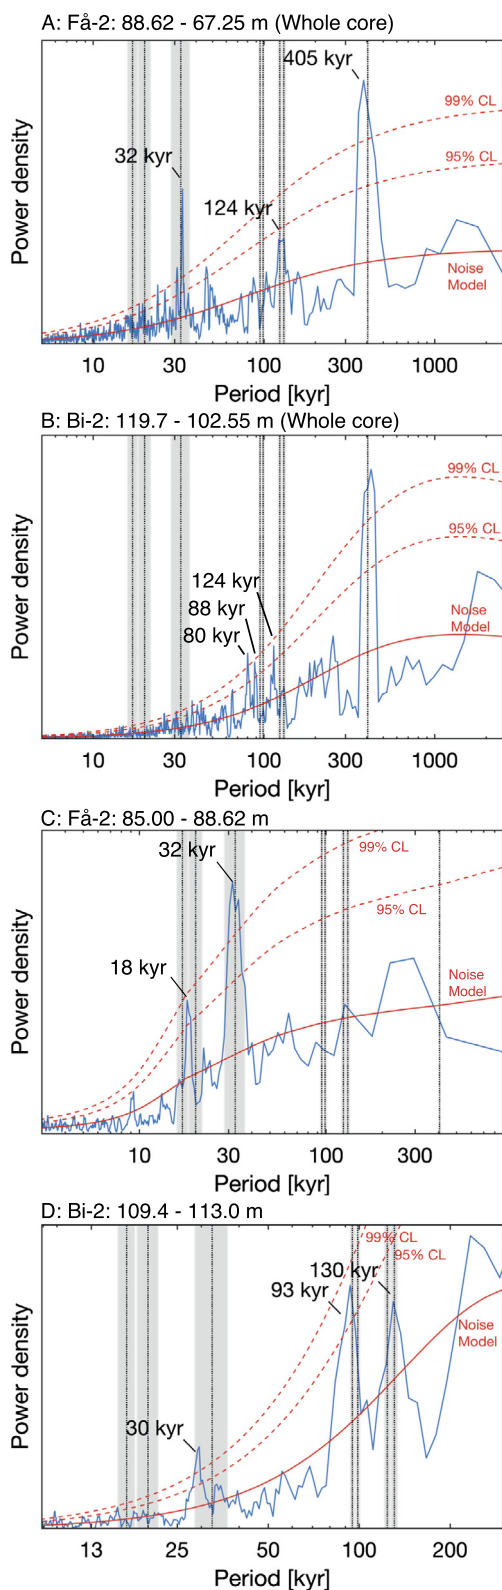 A: Få-2: 88.62 - 67.25 m (Whole core)
405 kyr
99% CL
32 kyr
95% CL
124 kyr
Noise
Model
Power density
10 30 100 300 1000
Period [kyr]
B: Bi-2: 119.7 - 102.55 m (Whole core)
99% CL
95% CL
124 kyr
88 kyr
80 kyr
Noise
Model
Power density
10 30 100 300 1000
Period [kyr]
C: Få-2: 85.00 - 88.62 m
32 kyr
99% CL
95% CL
18 kyr
Noise
Model
Power density
10 30 100 300
Period [kyr]
D: Bi-2: 109.4 - 113.0 m
99% CL
95% CL
130 kyr
93 kyr
Noise
Model
30 kyr
Power density
13 25 50 100 200
Period [kyr]